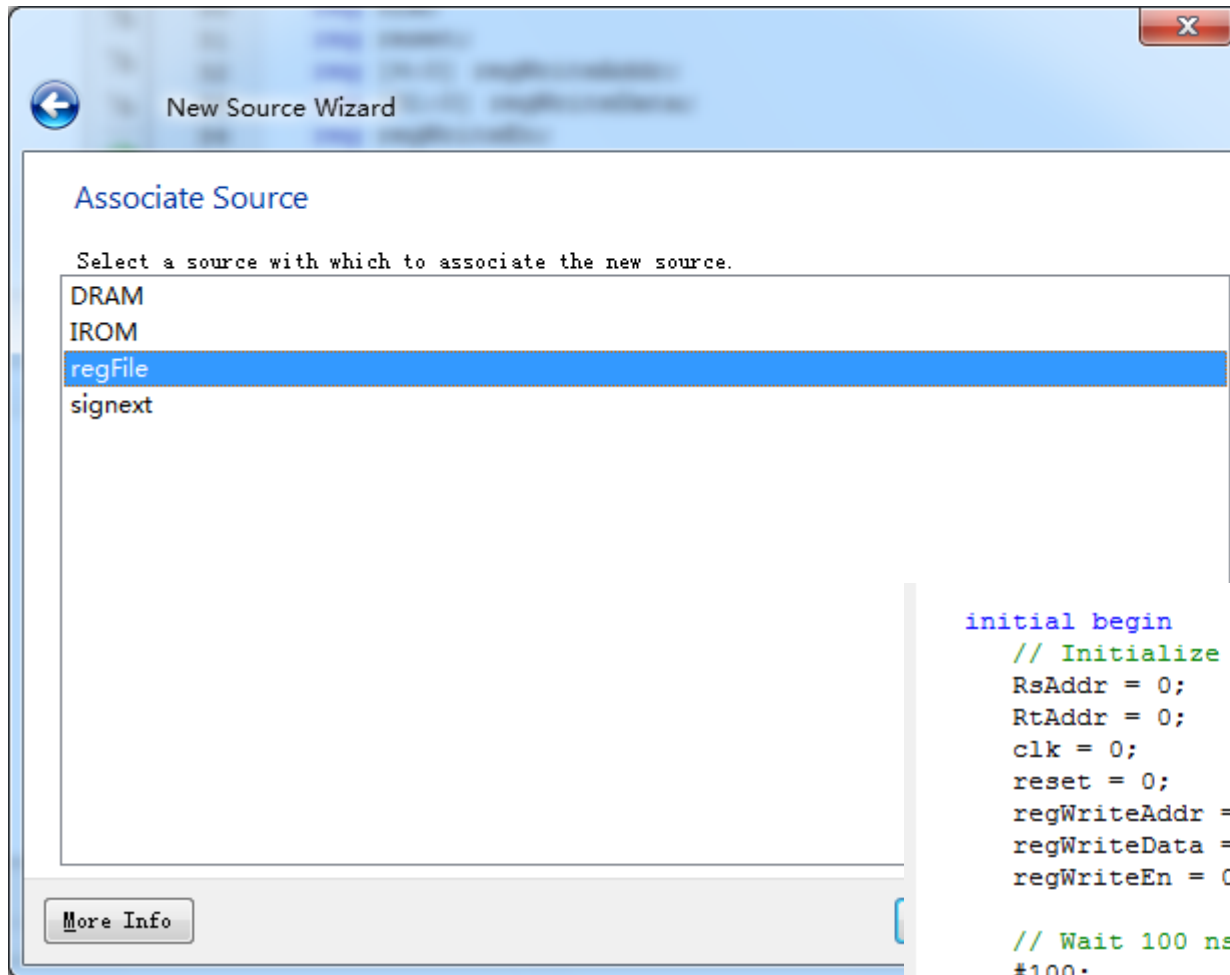 New Source Wizard
Associate Source
Select a source with which to associate the new source.
DRAM
IROM
regFile
signext
More Info
initial begin
// Initialize
RsAddr = 0;
RtAddr = 0;
clk = 0;
reset = 0;
regWriteAddr =
regWriteData =
regWriteEn =
// Wait 100 ns
#100;